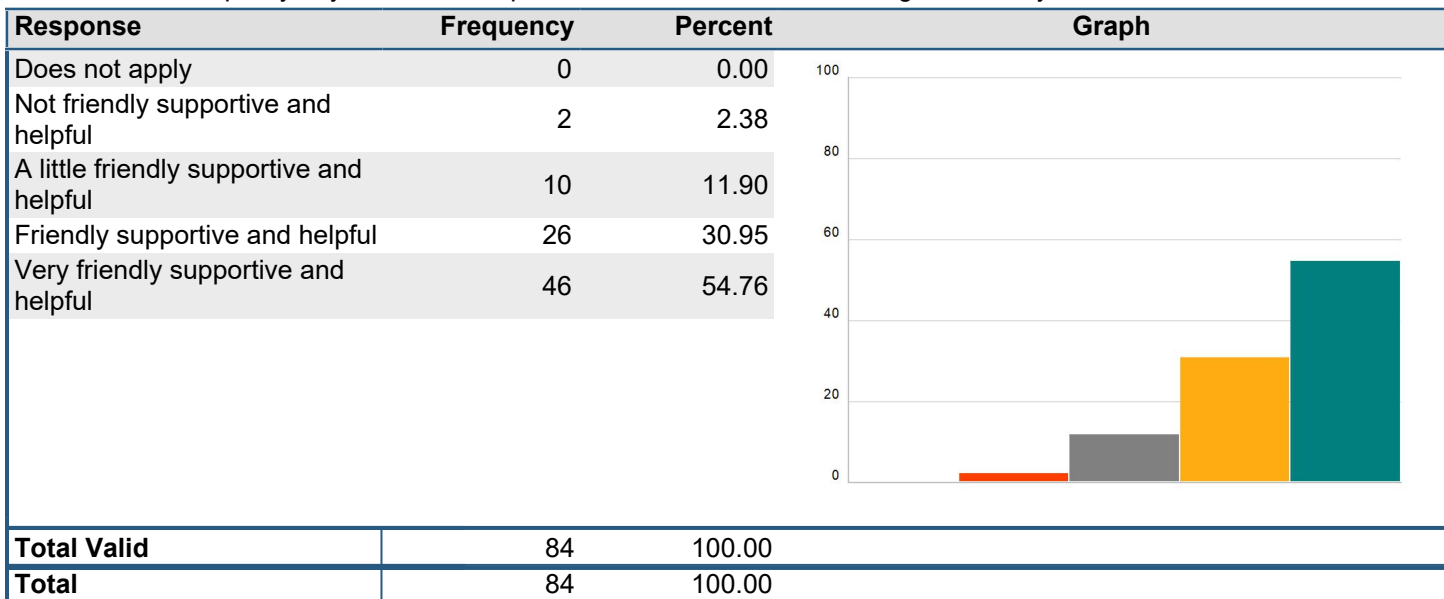 Response Frequency Percent Graph
Does not apply 0 0.00
Not friendly supportive and
helpful 2 2.38
A little friendly supportive and
helpful 10 11.90
Friendly supportive and helpful 26 30.95
Very friendly supportive and
helpful 46 54.76
100
80
60
40
20
0
Total Valid 84 100.00
Total 84 100.00